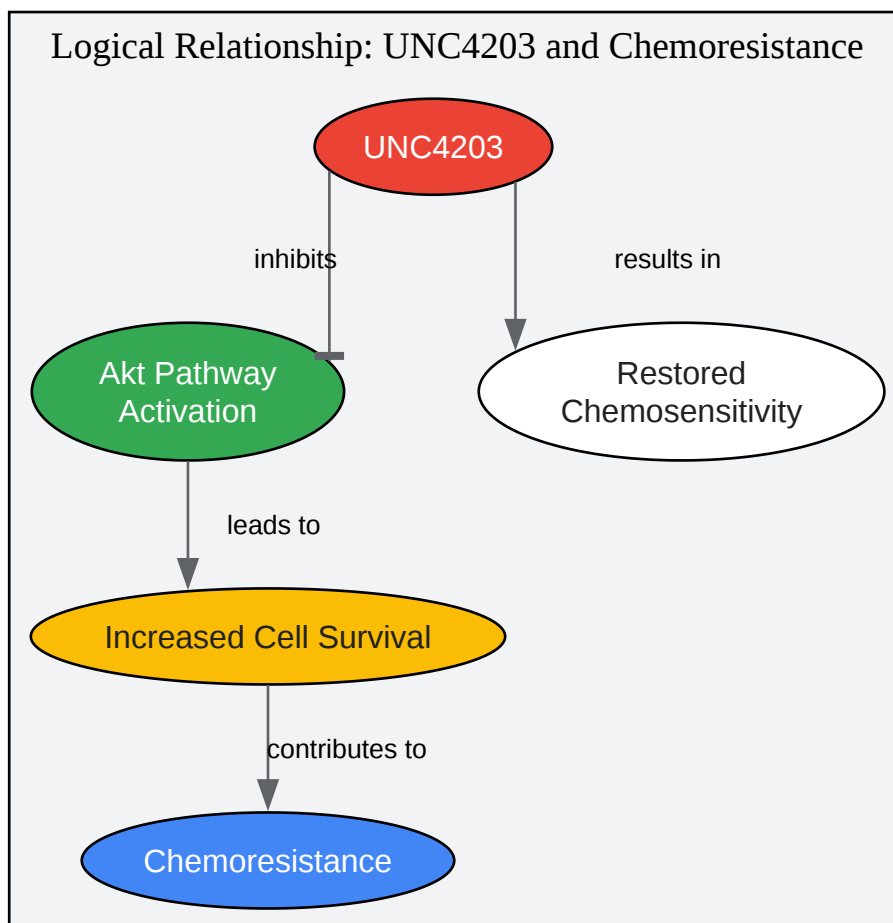 Logical Relationship: UNC4203 and Chemoresistance
UNC4203
inhibits
results in
Akt Pathway
Activation
Restored
Chemosensitivity
leads to
Increased Cell Survival
contributes to
Chemoresistance